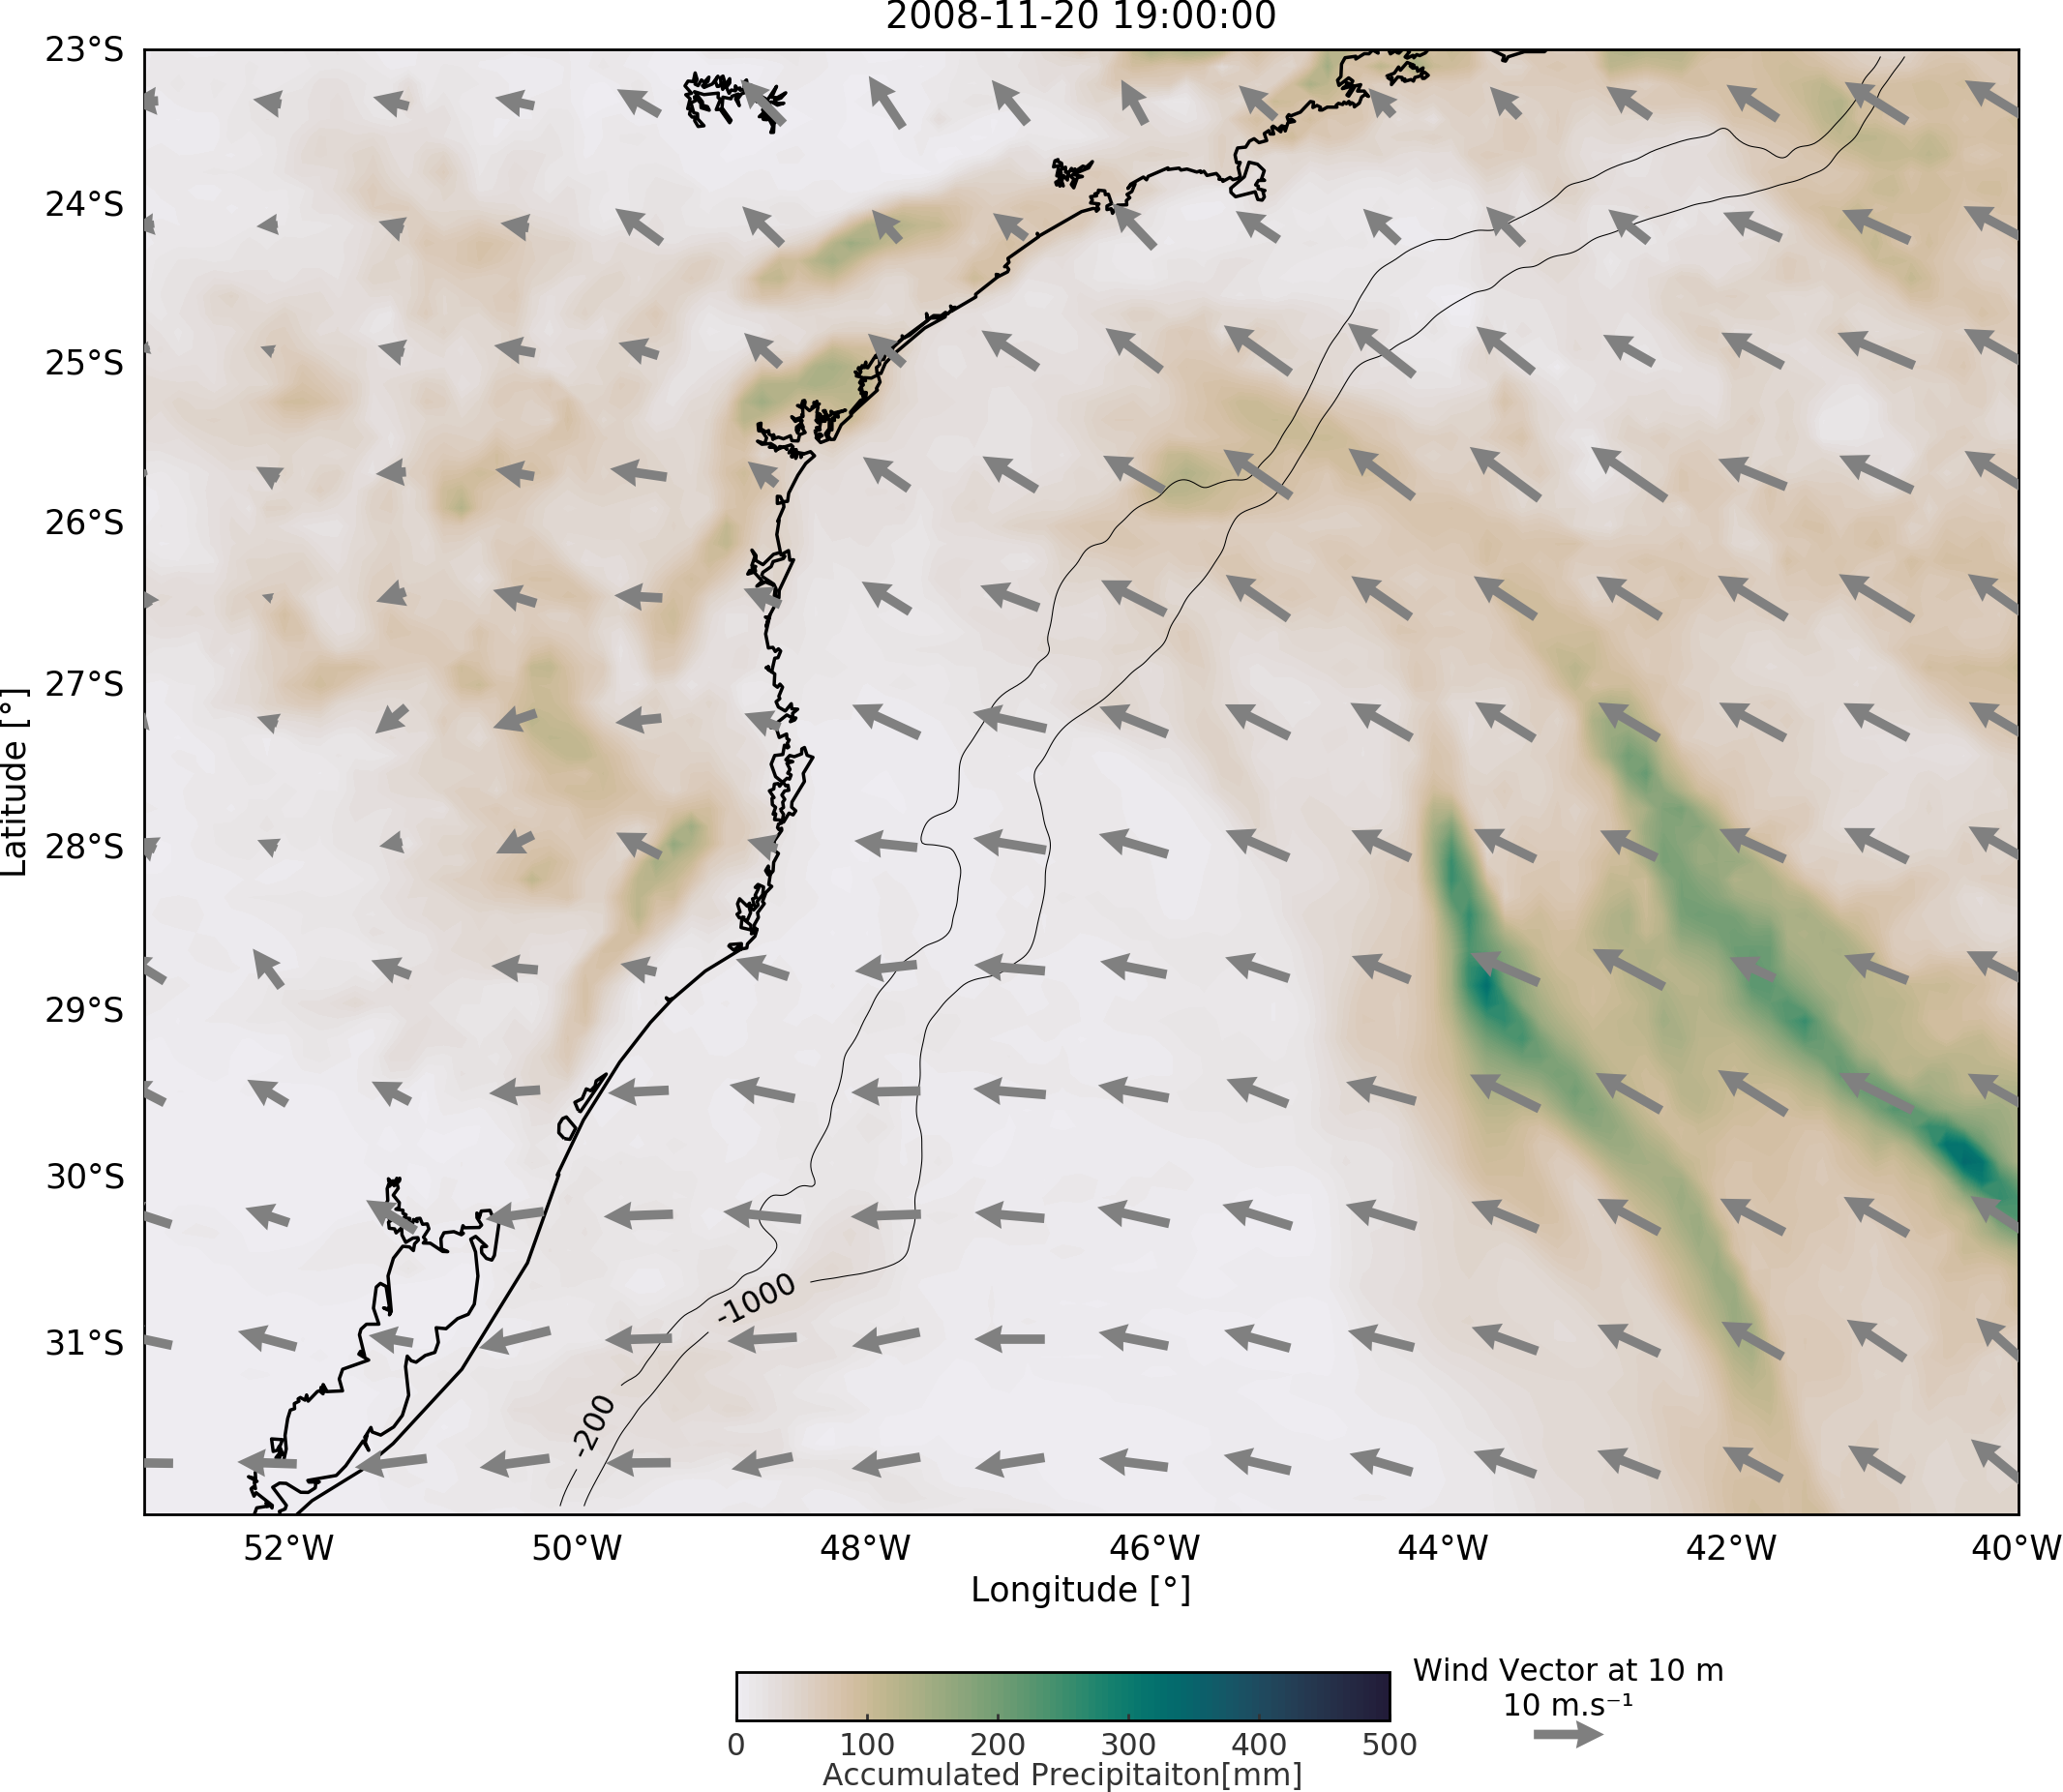 2008-11-20 19:00:00
23°S
24°S
25°S
26°S
27°S
28°S
29°S
30°S
31°S
Latitude [°]
-1000
-200
52°W 50°W 48°W 46°W 44°W 42°W 40°W
Longitude [°]
Wind Vector at 10 m
10 m.s⁻¹
0 100 200 300 400 500
Accumulated Precipitaiton[mm]